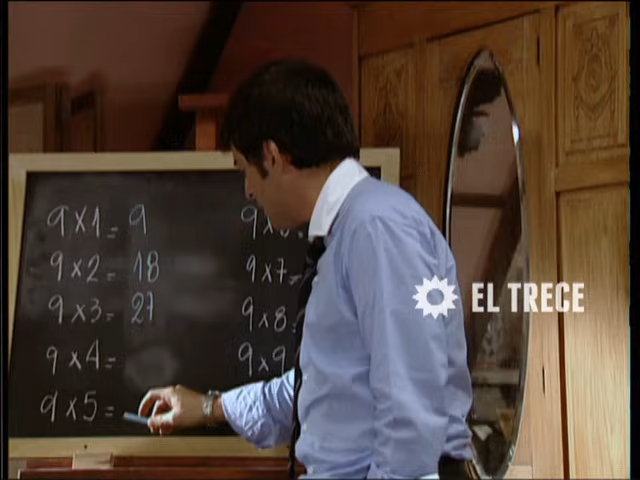 9x1= 9
9x2= 18
9x3= 27
9x4=
9x5=
9x7=
9x8=
9x9=
EL TRECE